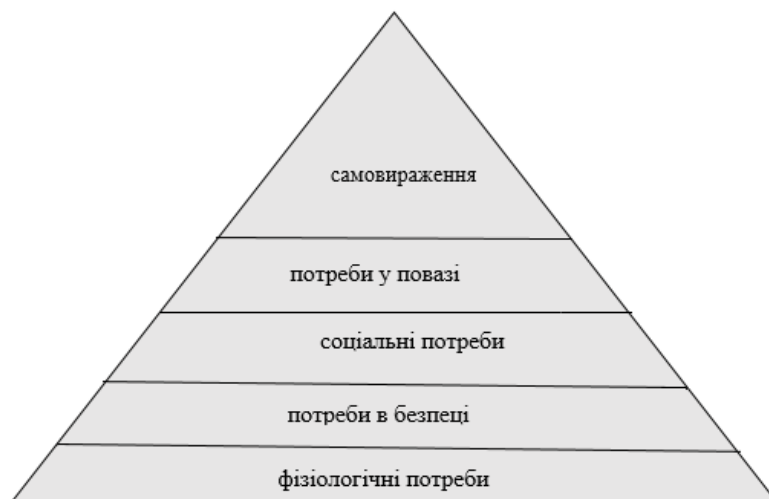 самовираження
потреби у повазі
соціальні потреби
потреби в безпеці
фізіологічні потреби